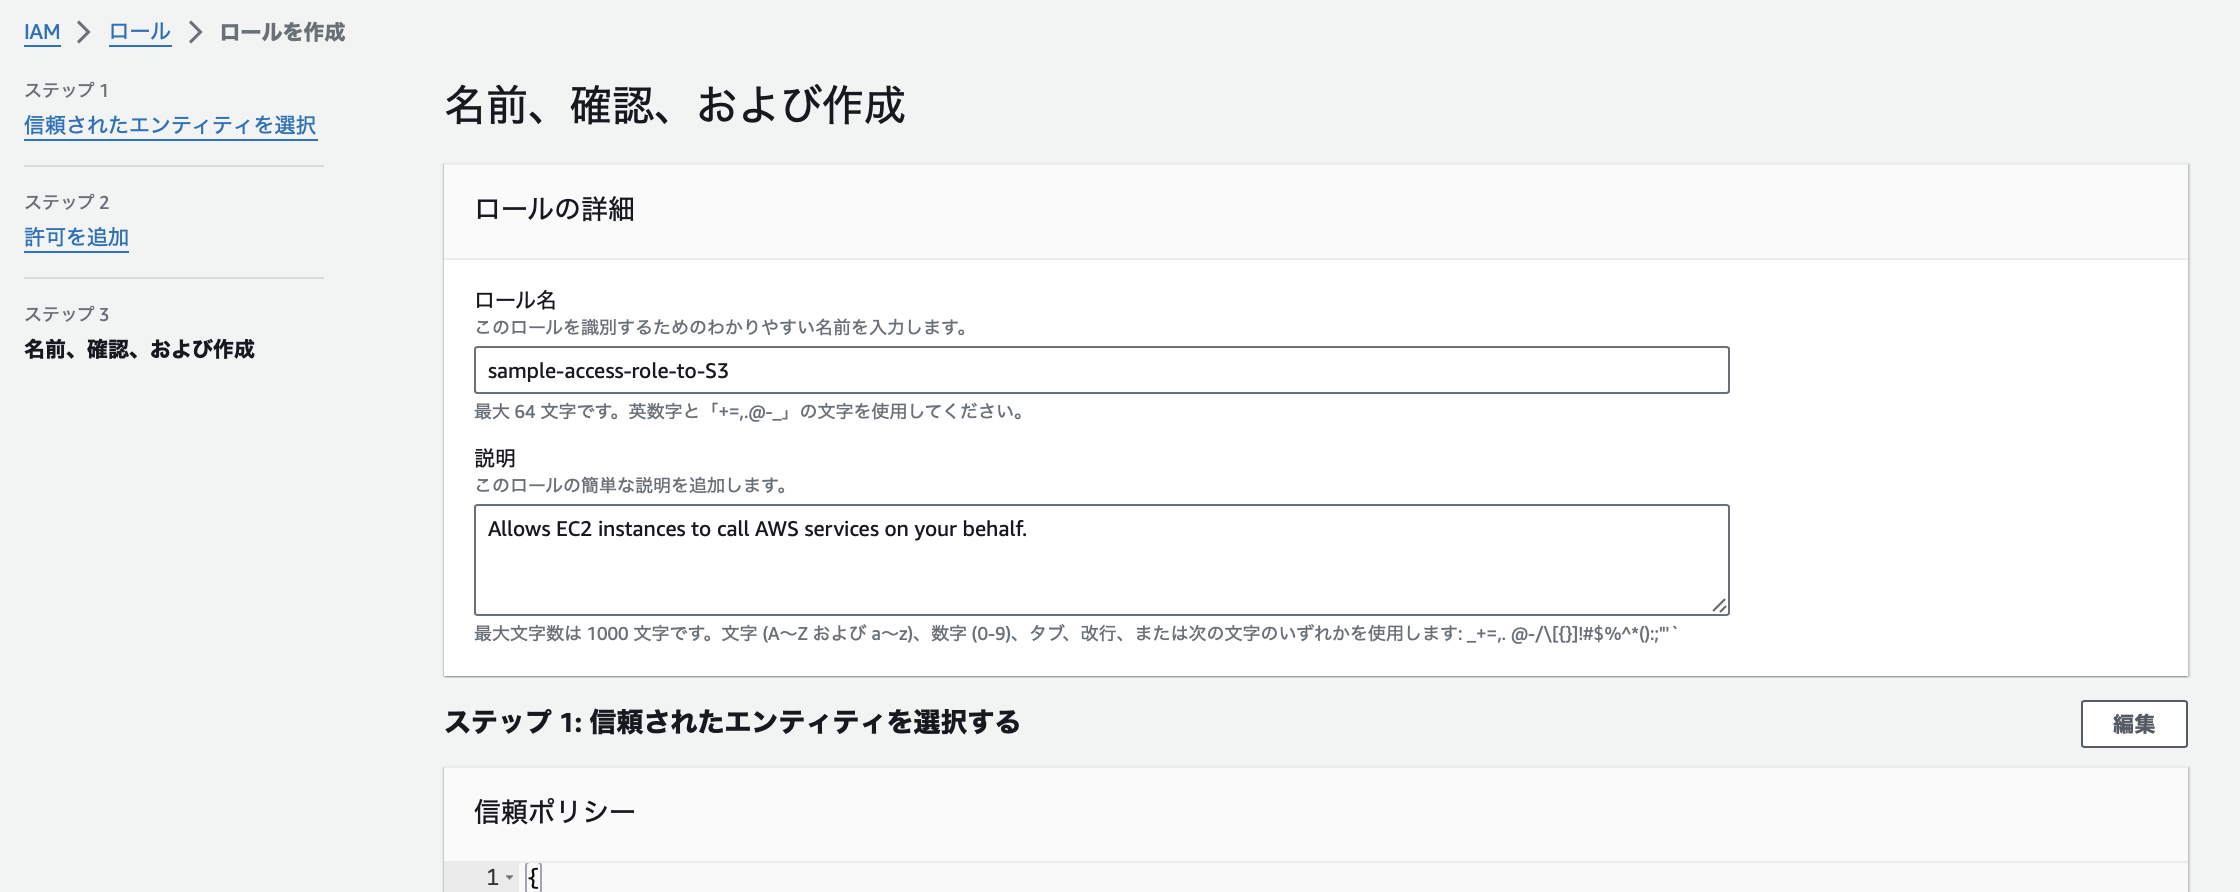 IAM > ロール > ロールを作成
ステップ 1
信頼されたエンティティを選択
ステップ 2
許可を追加
ステップ 3
名前、確認、および作成
名前、確認、および作成
ロールの詳細
ロール名
このロールを識別するためのわかりやすい名前を入力します。
sample-access-role-to-S3
最大 64 文字です。英数字と「+=,.@-_」の文字を使用してください。
説明
このロールの簡単な説明を追加します。
Allows EC2 instances to call AWS services on your behalf.
最大文字数は 1000 文字です。文字 (A〜Z および a〜z)、数字 (0-9)、タブ、改行、または次の文字のいずれかを使用します: _+=,. @-/\[{}]!#$%^*();:;"'`
ステップ 1: 信頼されたエンティティを選択する
編集
信頼ポリシー
1
{